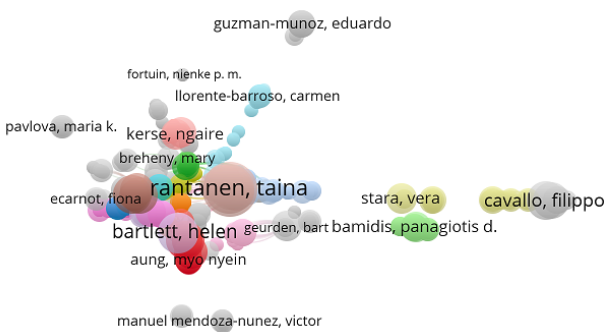 guzman-munoz, eduardo
fortuin, nienke p. m.
llorente-barroso, carmen
pavlova, maria k.
kerse, ngaire
breheny, mary
rantanen, taina
ecarnot, fiona
stara, vera
cavallo, filippo
bartlett, helen
geurden, bart
bamidis, panagiotis d.
aung, myo nyein
manuel mendoza-nunez, victor